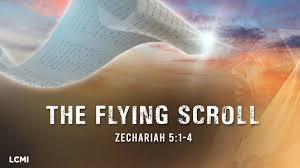 THE FLYING SCROLL
ZECHARIAH 5:1-4
LCMI